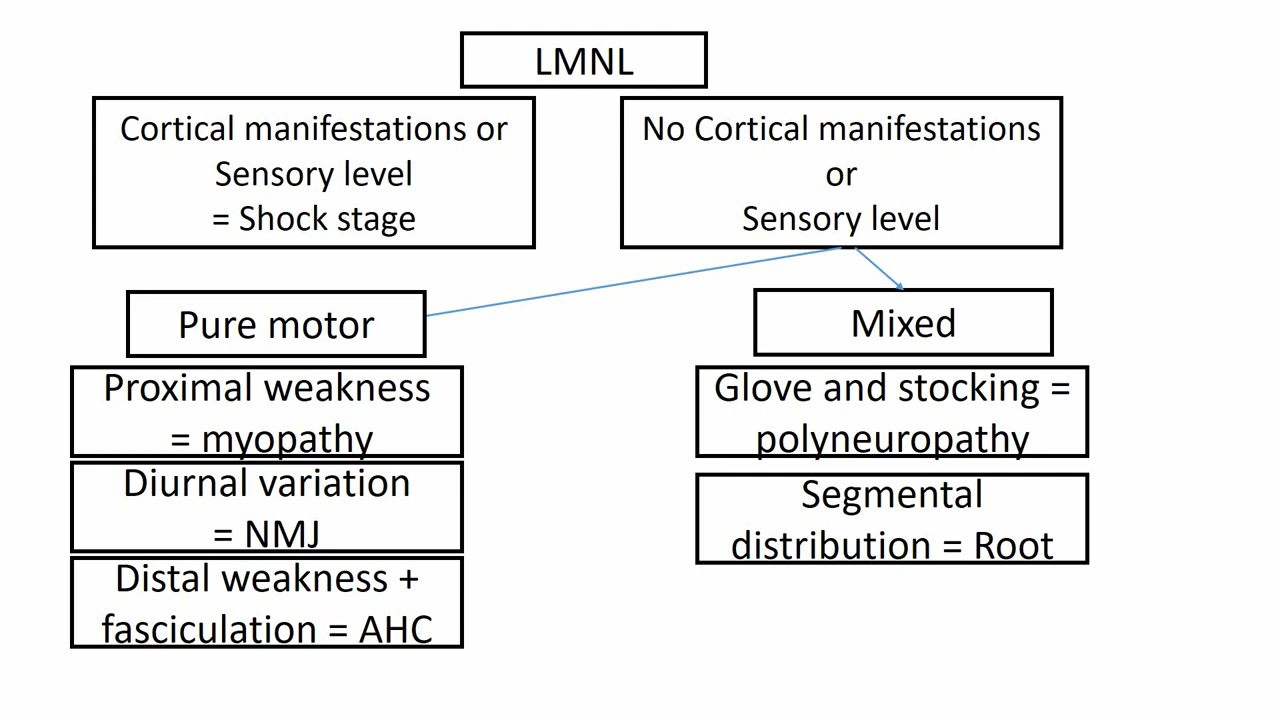 LMNL
Cortical manifestations or
Sensory level
= Shock stage
No Cortical manifestations
or
Sensory level
Pure motor
Mixed
Proximal weakness
= myopathy
Glove and stocking =
polyneuropathy
Diurnal variation
= NMJ
Segmental
distribution = Root
Distal weakness +
fasciculation = AHC